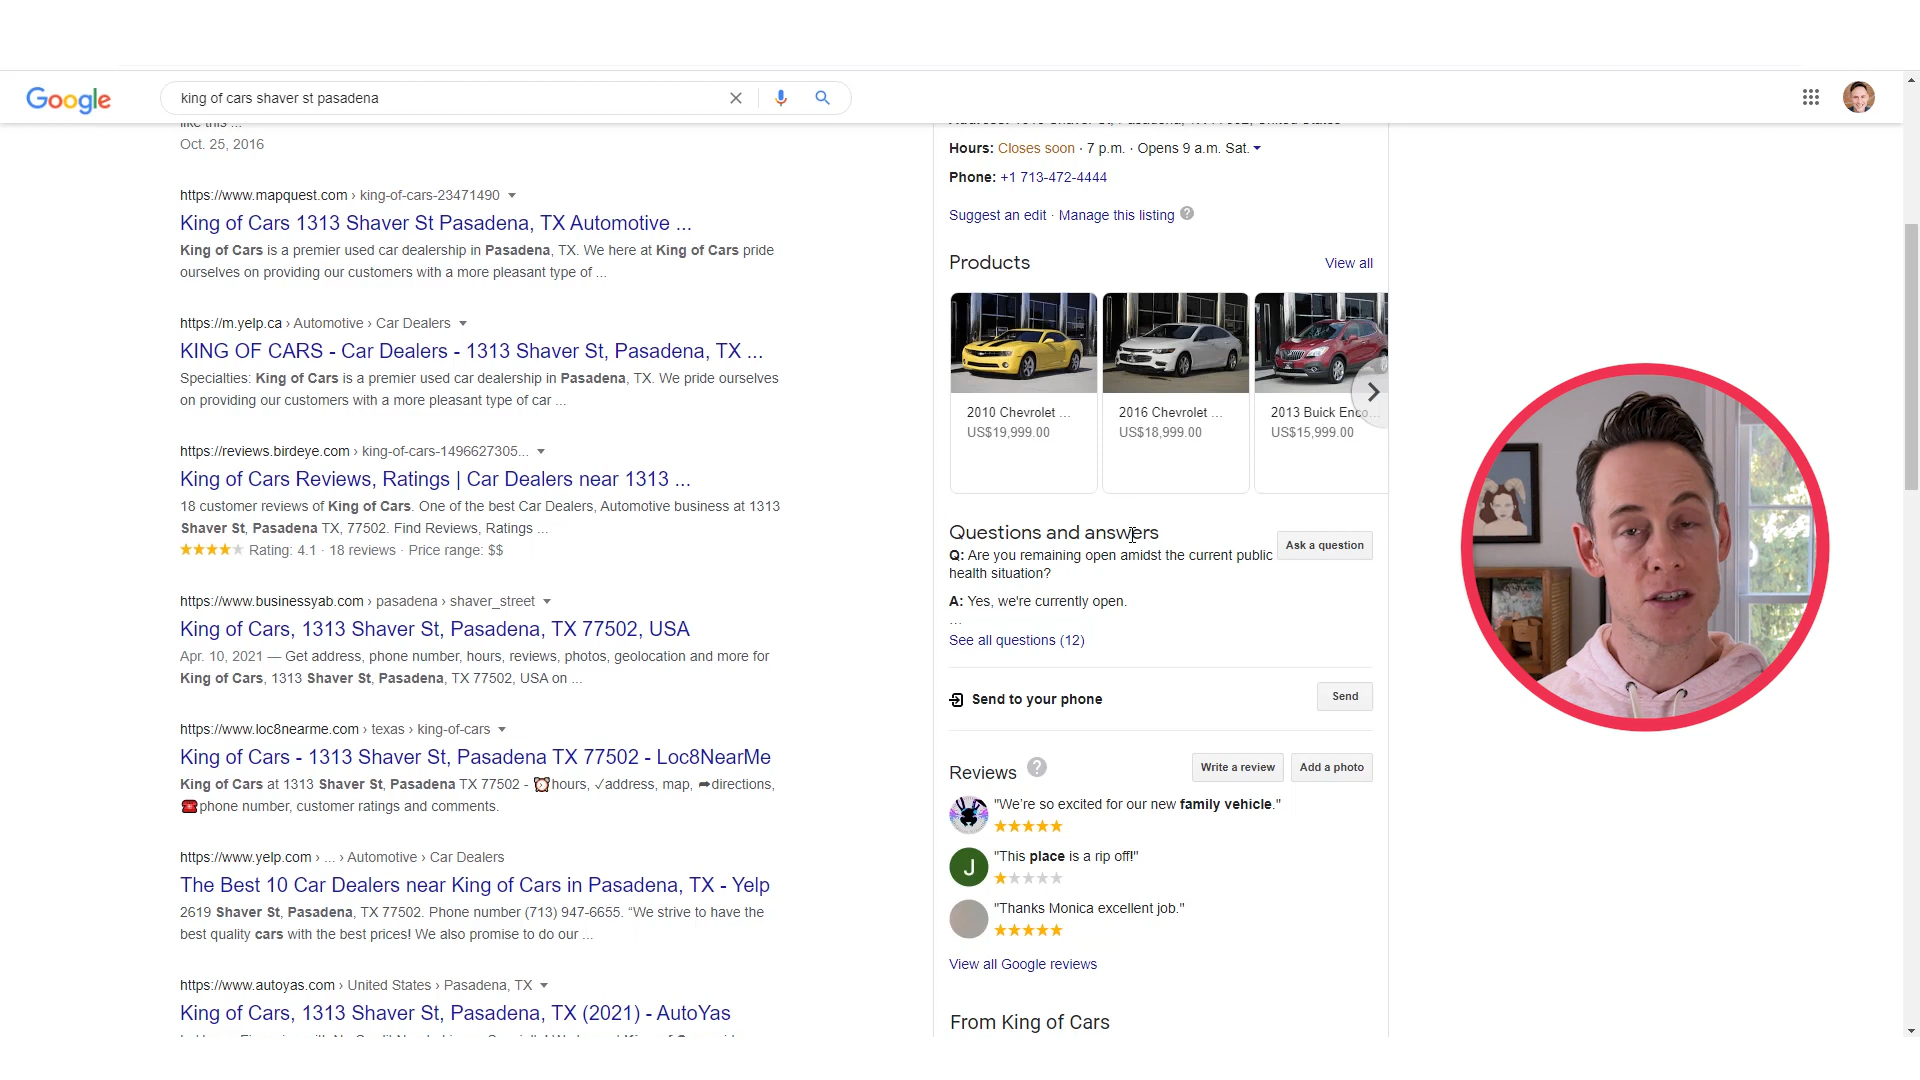 Google
king of cars shaver st pasadena
like this ...
Oct. 25, 2016
https://www.mapquest.com › king-of-cars-23471490
King of Cars 1313 Shaver St Pasadena, TX Automotive ...
King of Cars is a premier used car dealership in Pasadena, TX. We here at King of Cars pride
ourselves on providing our customers with a more pleasant type of ...
https://m.yelp.ca › Automotive › Car Dealers
KING OF CARS - Car Dealers - 1313 Shaver St, Pasadena, TX ...
Specialties: King of Cars is a premier used car dealership in Pasadena, TX. We pride ourselves
on providing our customers with a more pleasant type of car ...
https://reviews.birdeye.com › king-of-cars-1496627305...
King of Cars Reviews, Ratings | Car Dealers near 1313 ...
18 customer reviews of King of Cars. One of the best Car Dealers, Automotive business at 1313
Shaver St, Pasadena TX, 77502. Find Reviews, Ratings ...
Rating: 4.1 · 18 reviews · Price range: $$
https://www.businessyab.com › pasadena › shaver_street
King of Cars, 1313 Shaver St, Pasadena, TX 77502, USA
Apr. 10, 2021 — Get address, phone number, hours, reviews, photos, geolocation and more for
King of Cars, 1313 Shaver St, Pasadena, TX 77502, USA on ...
https://www.loc8nearme.com › texas › king-of-cars
King of Cars - 1313 Shaver St, Pasadena TX 77502 - Loc8NearMe
King of Cars at 1313 Shaver St, Pasadena TX 77502 - ⏰hours, ✓address, map, ➦directions,
☎phone number, customer ratings and comments.
https://www.yelp.com › ... › Automotive › Car Dealers
The Best 10 Car Dealers near King of Cars in Pasadena, TX - Yelp
2619 Shaver St, Pasadena, TX 77502. Phone number (713) 947-6655. “We strive to have the
best quality cars with the best prices! We also promise to do our ...
https://www.autoyas.com › United States › Pasadena, TX
King of Cars, 1313 Shaver St, Pasadena, TX (2021) - AutoYas
Hours: Closes soon · 7 p.m. · Opens 9 a.m. Sat.
Phone: +1 713-472-4444
Suggest an edit · Manage this listing
Products
View all
2010 Chevrolet ...
US$19,999.00
2016 Chevrolet ...
US$18,999.00
2013 Buick Enco...
US$15,999.00
Questions and answers
Ask a question
Q: Are you remaining open amidst the current public
health situation?
A: Yes, we're currently open.
...
See all questions (12)
Send to your phone
Send
Reviews
Write a review
Add a photo
"We’re so excited for our new family vehicle."
J
"This place is a rip off!"
"Thanks Monica excellent job."
View all Google reviews
From King of Cars